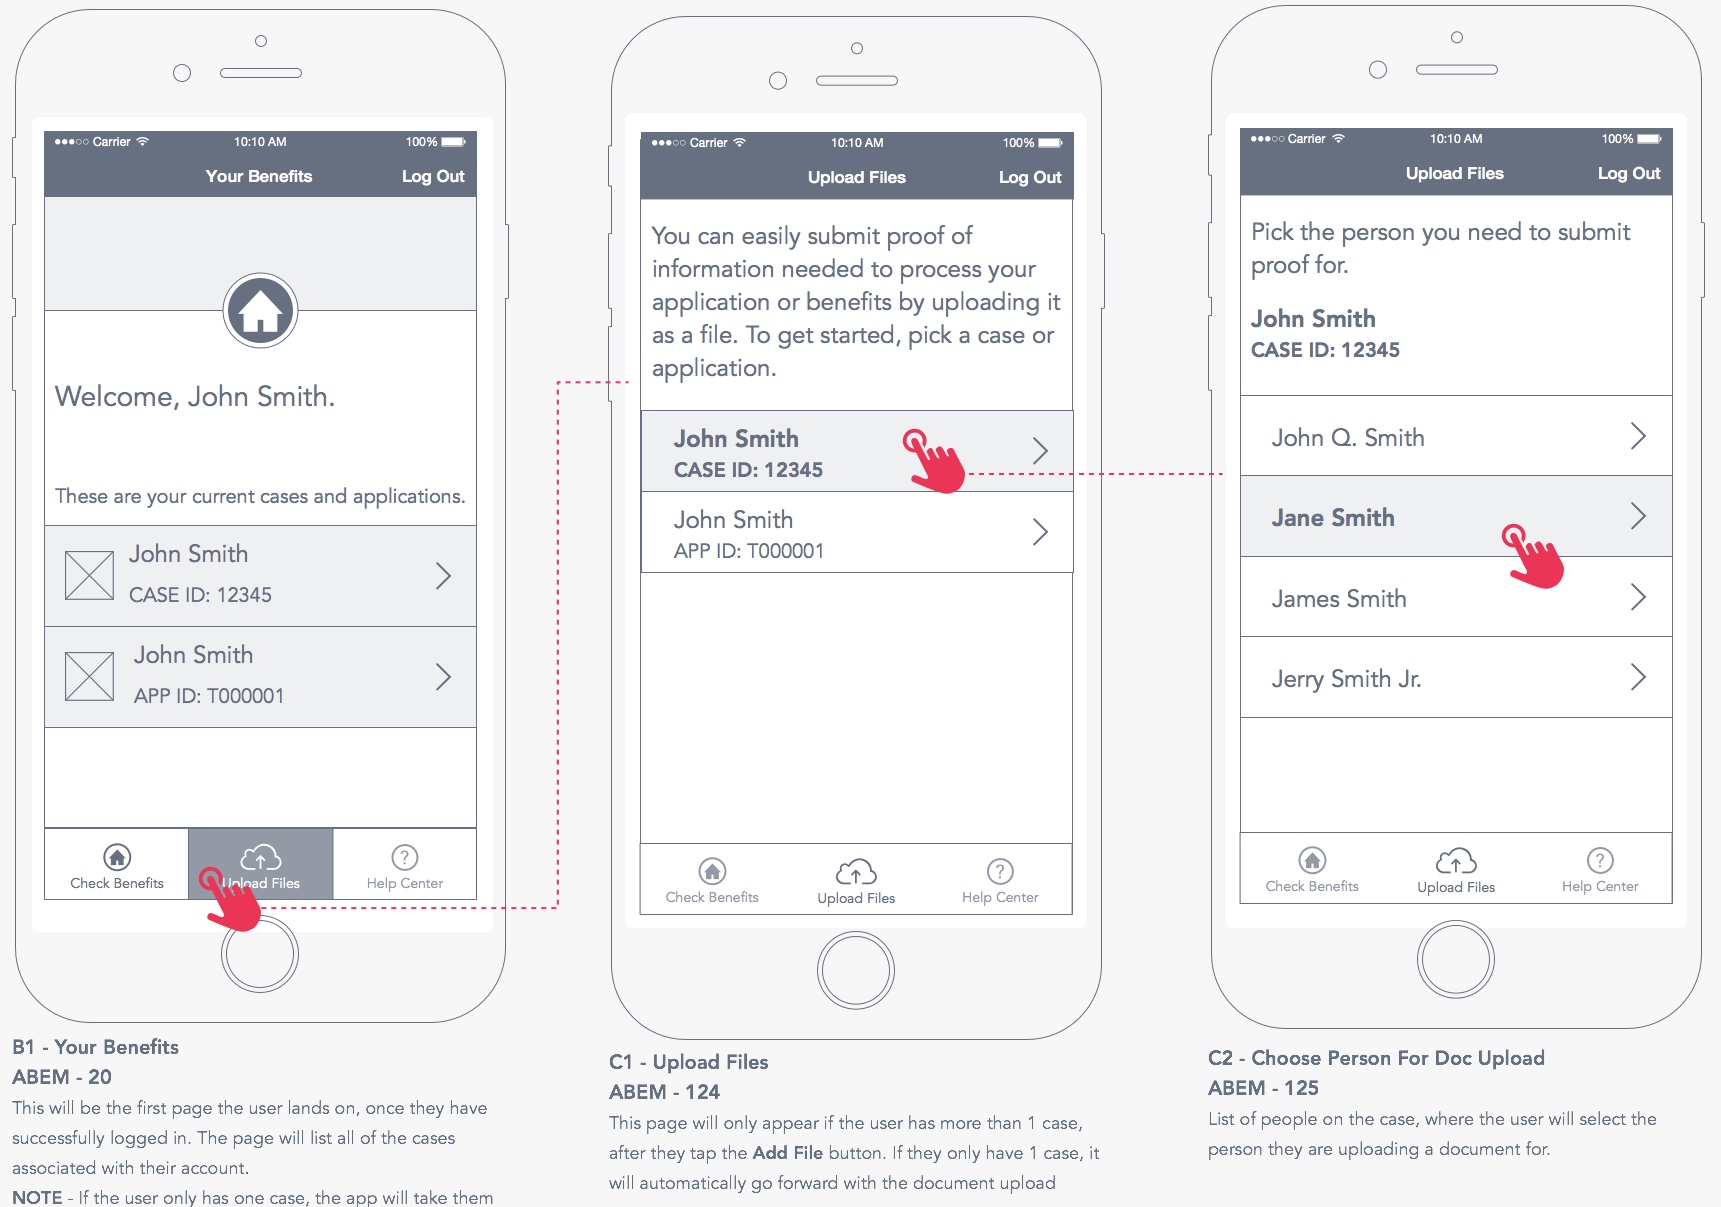 Carrier 10:10 AM 100%
Your Benefits Log Out
Welcome, John Smith.
These are your current cases and applications.
John Smith
CASE ID: 12345
John Smith
APP ID: T000001
Check Benefits Upload Files Help Center
B1 - Your Benefits
ABEM - 20
This will be the first page the user lands on, once they have
successfully logged in. The page will list all of the cases
associated with their account.
NOTE - If the user only has one case, the app will take them
Carrier 10:10 AM 100%
Upload Files Log Out
You can easily submit proof of
information needed to process your
application or benefits by uploading it
as a file. To get started, pick a case or
application.
John Smith
CASE ID: 12345
John Smith
APP ID: T000001
Check Benefits Upload Files Help Center
C1 - Upload Files
ABEM - 124
This page will only appear if the user has more than 1 case,
after they tap the Add File button. If they only have 1 case, it
will automatically go forward with the document upload
Carrier 10:10 AM 100%
Upload Files Log Out
Pick the person you need to submit
proof for.
John Smith
CASE ID: 12345
John Q. Smith
Jane Smith
James Smith
Jerry Smith Jr.
Check Benefits Upload Files Help Center
C2 - Choose Person For Doc Upload
ABEM - 125
List of people on the case, where the user will select the
person they are uploading a document for.